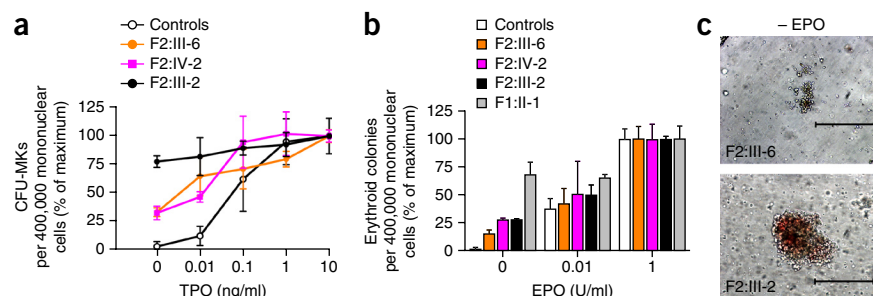 a
Controls
F2:III-6
F2:IV-2
F2:III-2
CFU-MKs
per 400,000 mononuclear
cells (% of maximum)
125
100
75
50
25
0
0
0.01
0.1
1
10
TPO (ng/ml)
b
Controls
F2:III-6
F2:IV-2
F2:III-2
F1:II-1
Erythroid colonies
per 400,000 mononuclear
cells (% of maximum)
125
100
75
50
25
0
0
0.01
1
EPO (U/ml)
c
– EPO
F2:III-6
F2:III-2